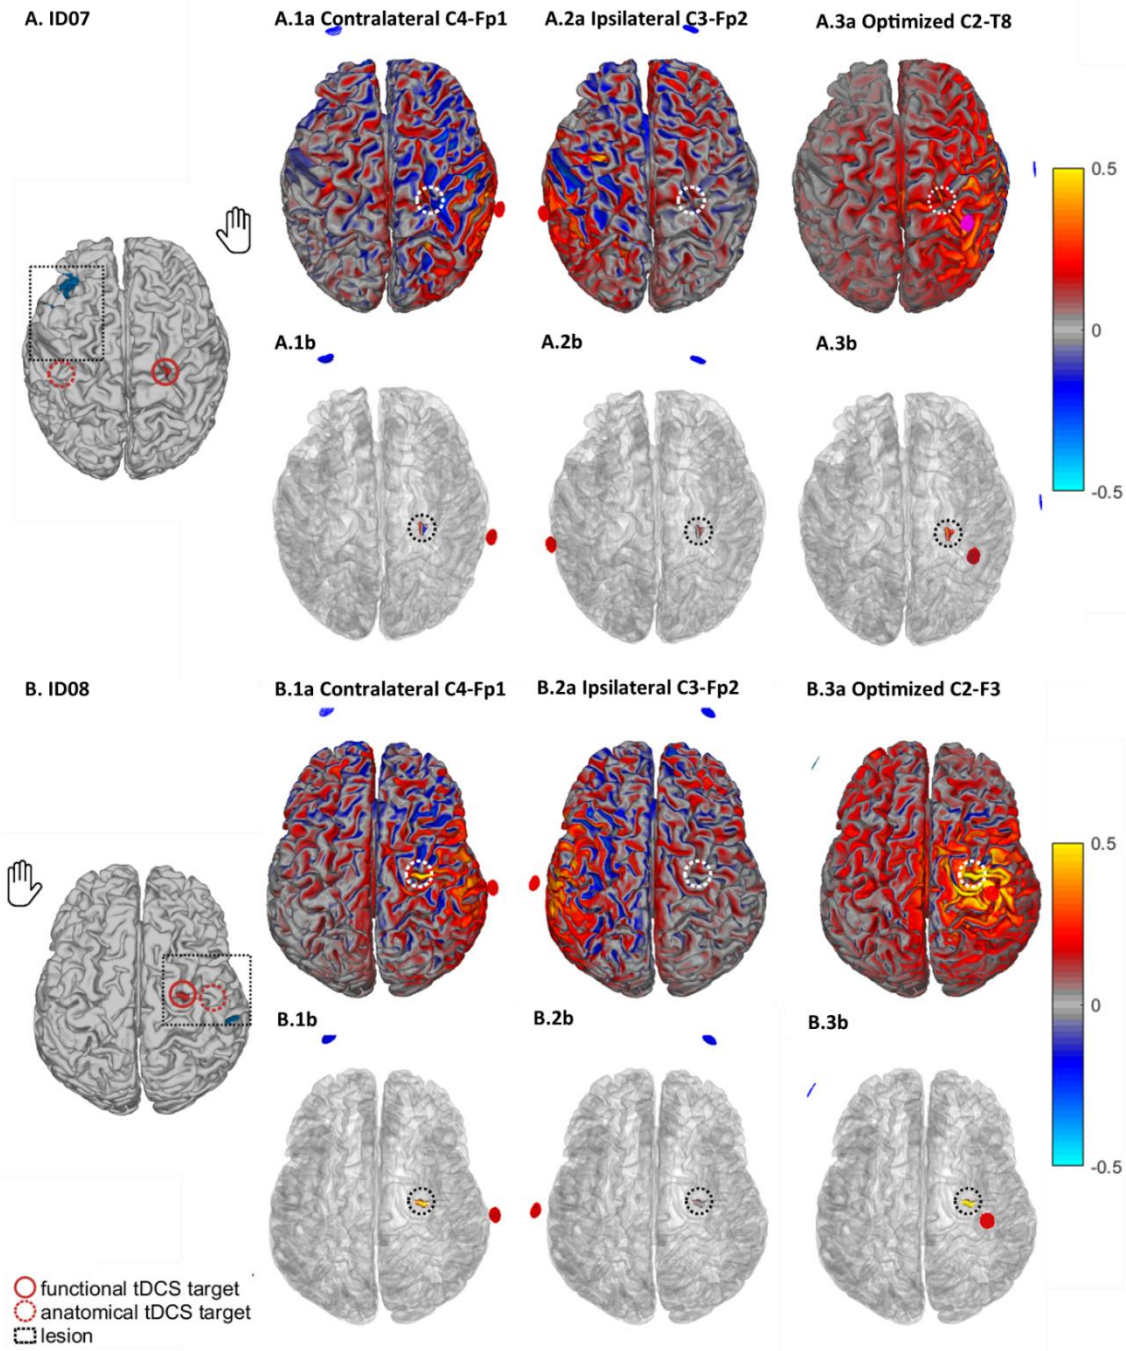 A. ID07
A.1a Contralateral C4-Fp1
A.2a Ipsilateral C3-Fp2
A.3a Optimized C2-T8
0.5
0
-0.5
A.1b
A.2b
A.3b
B. ID08
B.1a Contralateral C4-Fp1
B.2a Ipsilateral C3-Fp2
B.3a Optimized C2-F3
0.5
0
-0.5
B.1b
B.2b
B.3b
functional tDCS target
anatomical tDCS target
lesion